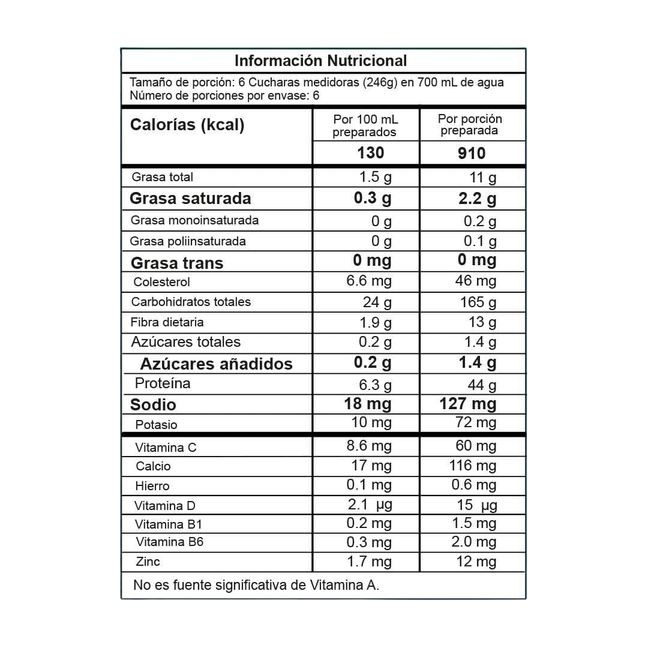 Información Nutricional
Tamaño de porción: 6 Cucharas medidoras (246g) en 700 mL de agua
Número de porciones por envase: 6
Calorías (kcal) Por 100 mL preparados Por porción preparada
130 910
Grasa total 1.5 g 11 g
Grasa saturada 0.3 g 2.2 g
Grasa monoinsaturada 0 g 0.2 g
Grasa poliinsaturada 0 g 0.1 g
Grasa trans 0 mg 0 mg
Colesterol 6.6 mg 46 mg
Carbohidratos totales 24 g 165 g
Fibra dietaria 1.9 g 13 g
Azúcares totales 0.2 g 1.4 g
Azúcares añadidos 0.2 g 1.4 g
Proteína 6.3 g 44 g
Sodio 18 mg 127 mg
Potasio 10 mg 72 mg
Vitamina C 8.6 mg 60 mg
Calcio 17 mg 116 mg
Hierro 0.1 mg 0.6 mg
Vitamina D 2.1 µg 15 µg
Vitamina B1 0.2 mg 1.5 mg
Vitamina B6 0.3 mg 2.0 mg
Zinc 1.7 mg 12 mg
No es fuente significativa de Vitamina A.